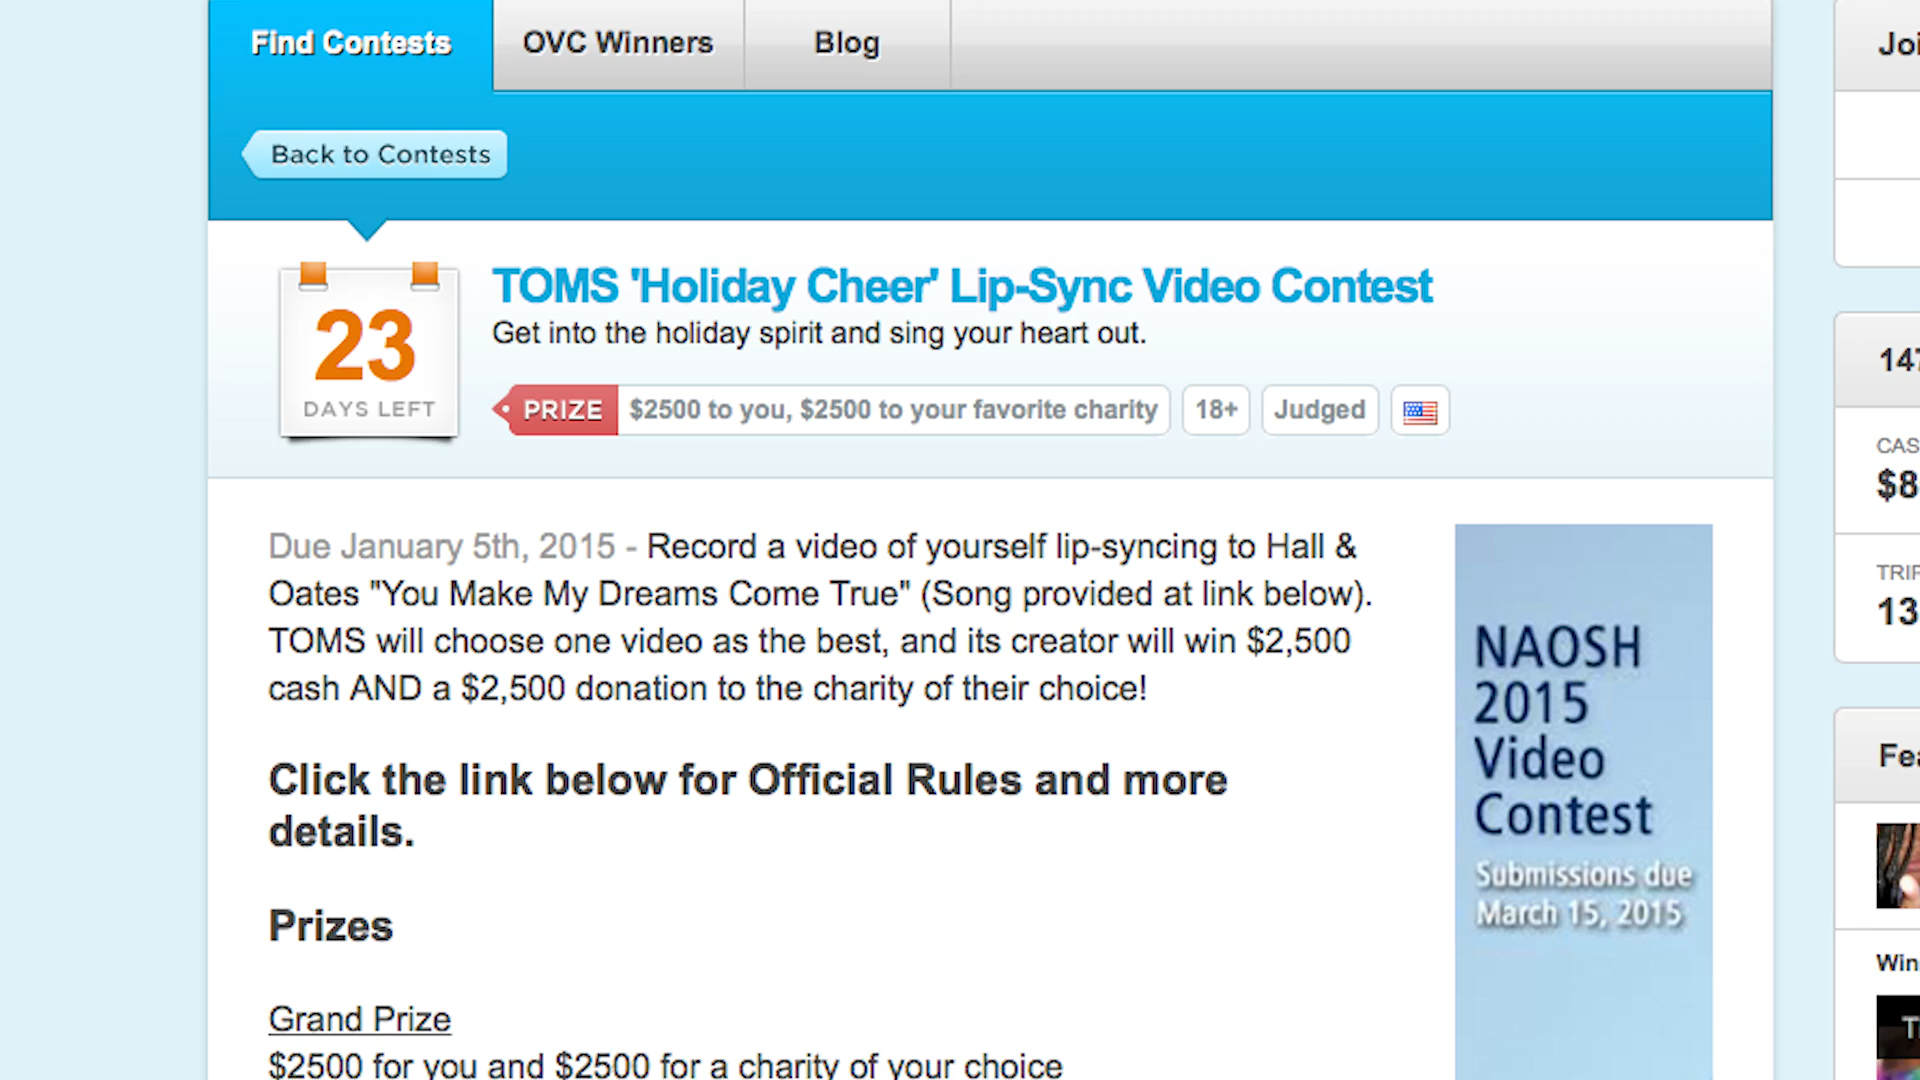 Find Contests
OVC Winners
Blog
Back to Contests
23
DAYS LEFT
TOMS 'Holiday Cheer' Lip-Sync Video Contest
Get into the holiday spirit and sing your heart out.
PRIZE
$2500 to you, $2500 to your favorite charity
18+
Judged
Due January 5th, 2015 - Record a video of yourself lip-syncing to Hall &
Oates "You Make My Dreams Come True" (Song provided at link below).
TOMS will choose one video as the best, and its creator will win $2,500
cash AND a $2,500 donation to the charity of their choice!
Click the link below for Official Rules and more
details.
Prizes
Grand Prize
$2500 for you and $2500 for a charity of your choice
NAOSH
2015
Video
Contest
Submissions due
March 15, 2015